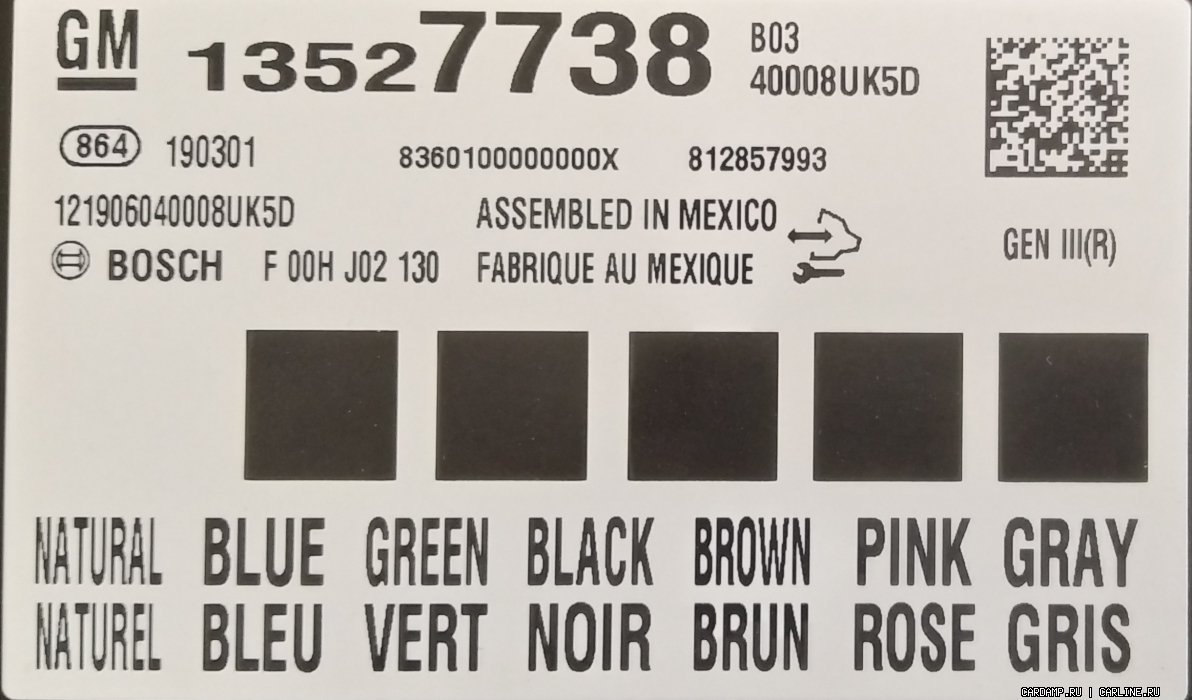 GM 13527738 B03
40008UK5D
864 190301 8360100000000X 812857993
121906040008UK5D ASSEMBLED IN MEXICO
BOSCH F 00H J02 130 FABRIQUE AU MEXIQUE GEN III(R)
NATURAL BLUE GREEN BLACK BROWN PINK GRAY
NATUREL BLEU VERT NOIR BRUN ROSE GRIS
CARDAMP.RU | CARLINE.RU